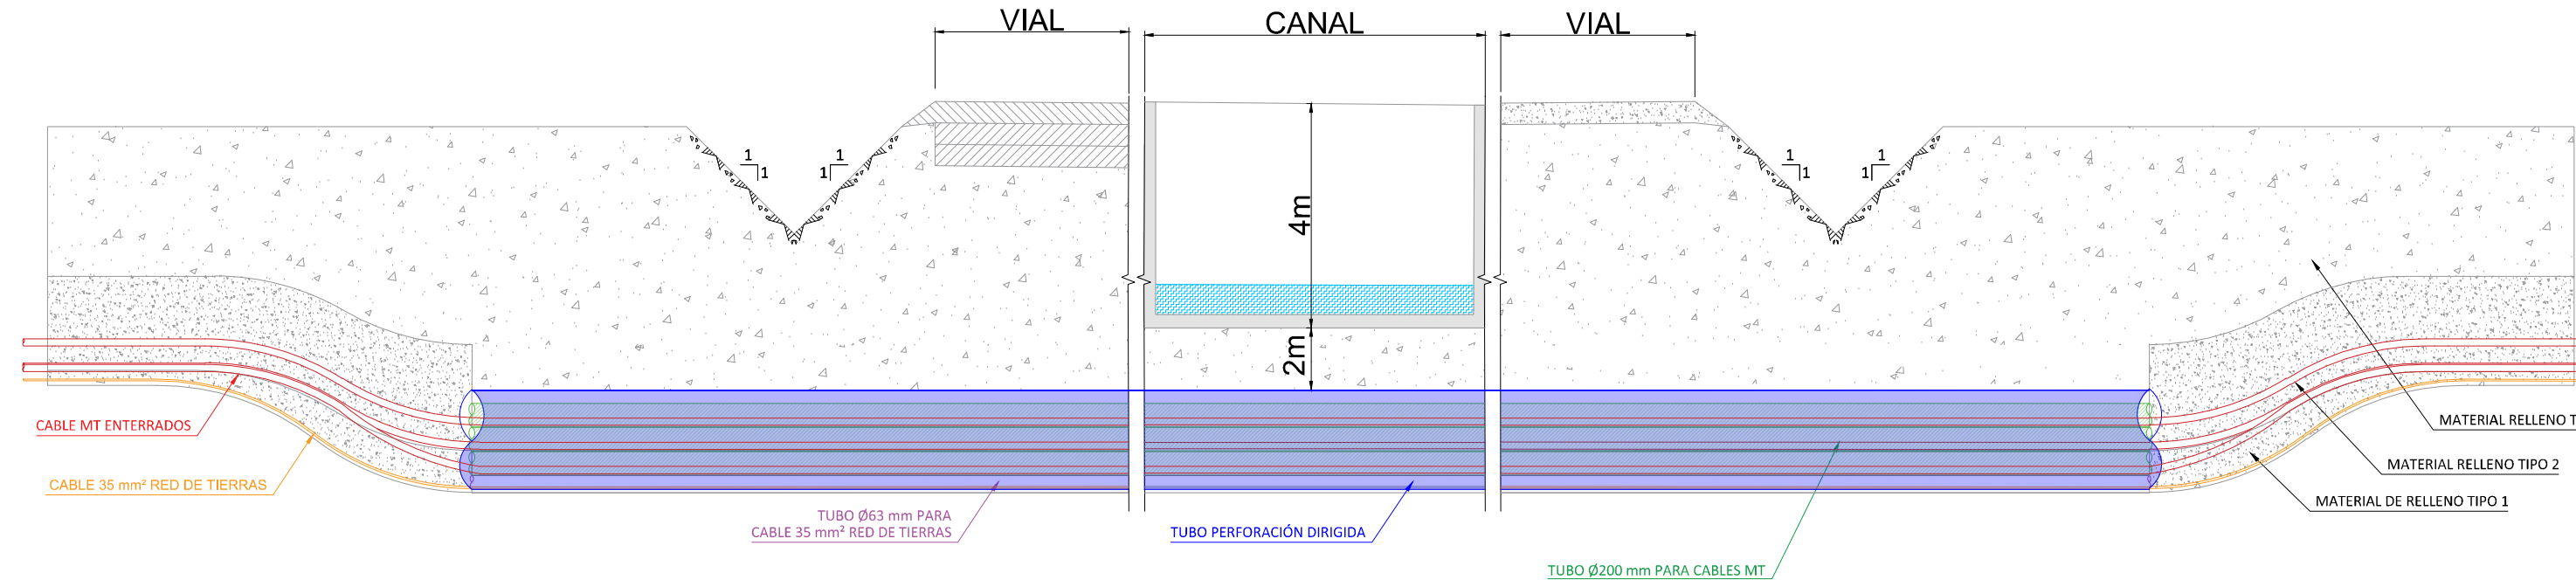 VIAL
CANAL
VIAL
1
1
1
1
1
1
1
1
4m
2m
CABLE MT ENTERRADOS
CABLE 35 mm² RED DE TIERRAS
TUBO Ø63 mm PARA
CABLE 35 mm² RED DE TIERRAS
TUBO PERFORACIÓN DIRIGIDA
TUBO Ø200 mm PARA CABLES MT
MATERIAL RELLENO T
MATERIAL RELLENO TIPO 2
MATERIAL DE RELLENO TIPO 1